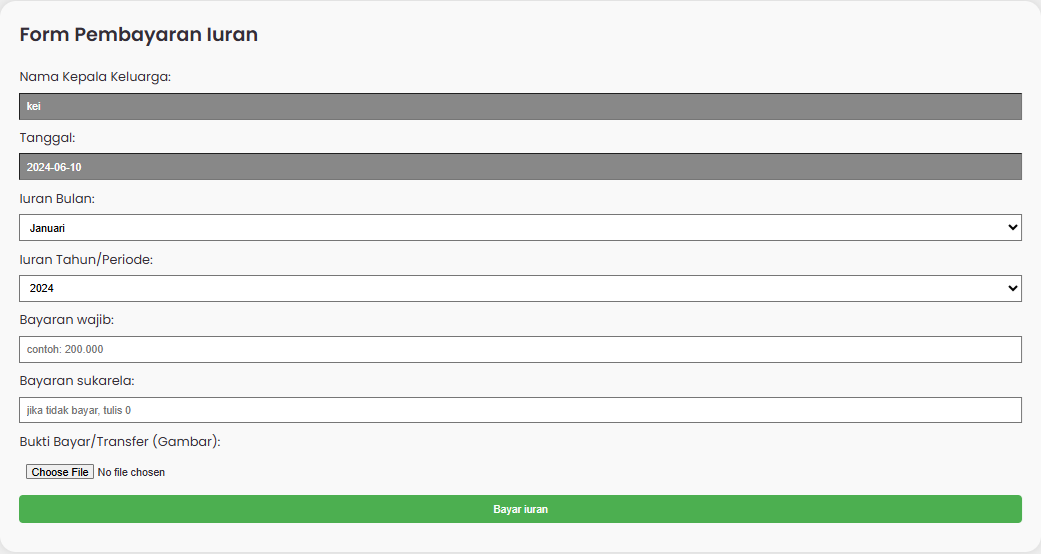 Form Pembayaran Iuran
Nama Kepala Keluarga:
kei
Tanggal:
2024-06-10
Iuran Bulan:
Januari
Iuran Tahun/Periode:
2024
Bayaran wajib:
contoh: 200.000
Bayaran sukarela:
jika tidak bayar, tulis 0
Bukti Bayar/Transfer (Gambar):
Choose File No file chosen
Bayar iuran